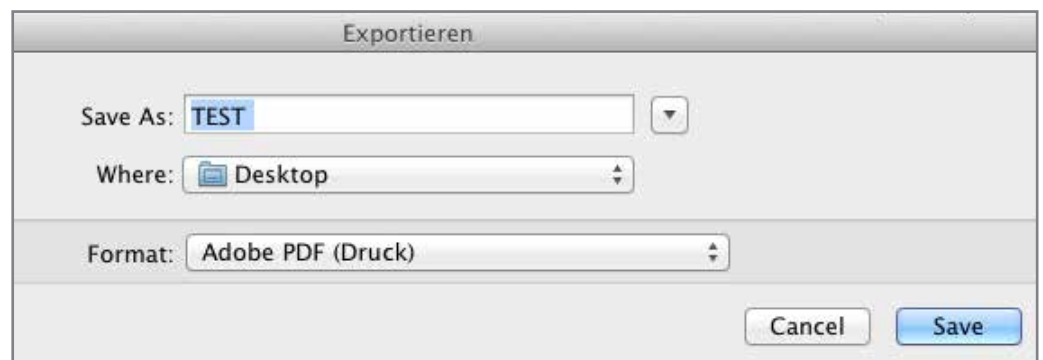 Exportieren
Save As: TEST
Where: Desktop
Format: Adobe PDF (Druck)
Cancel Save